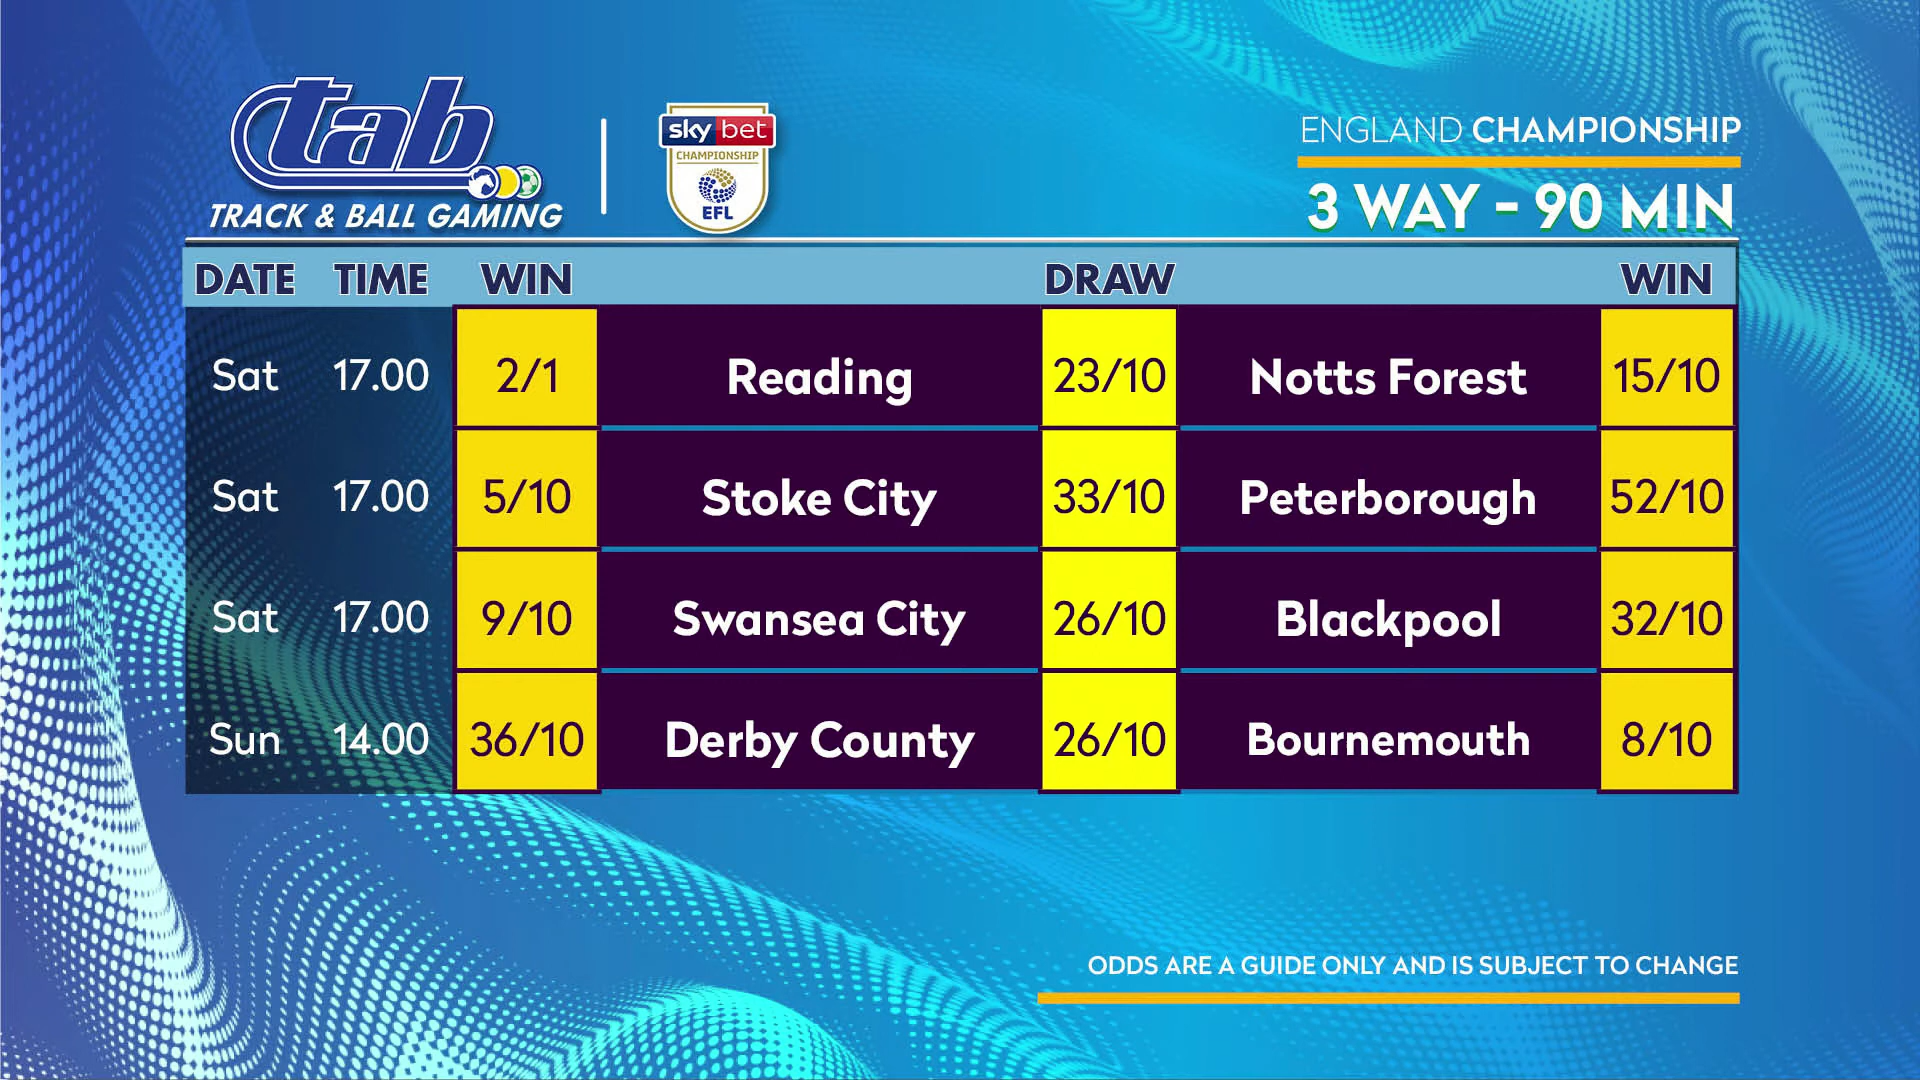 tab
TRACK & BALL GAMING
sky bet
CHAMPIONSHIP
EFL
ENGLAND CHAMPIONSHIP
3 WAY - 90 MIN
DATE TIME WIN DRAW WIN
Sat 17.00 2/1 Reading 23/10 Notts Forest 15/10
Sat 17.00 5/10 Stoke City 33/10 Peterborough 52/10
Sat 17.00 9/10 Swansea City 26/10 Blackpool 32/10
Sun 14.00 36/10 Derby County 26/10 Bournemouth 8/10
ODDS ARE A GUIDE ONLY AND IS SUBJECT TO CHANGE